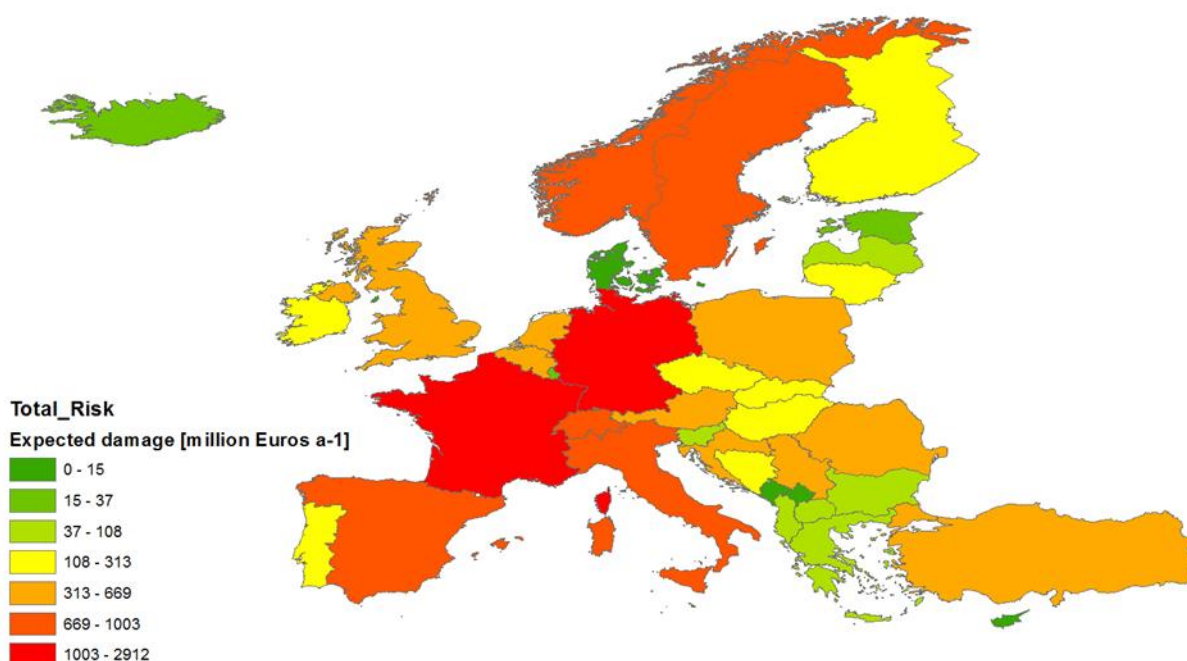 Total_Risk
Expected damage [million Euros a-1]
0 - 15
15 - 37
37 - 108
108 - 313
313 - 669
669 - 1003
1003 - 2912